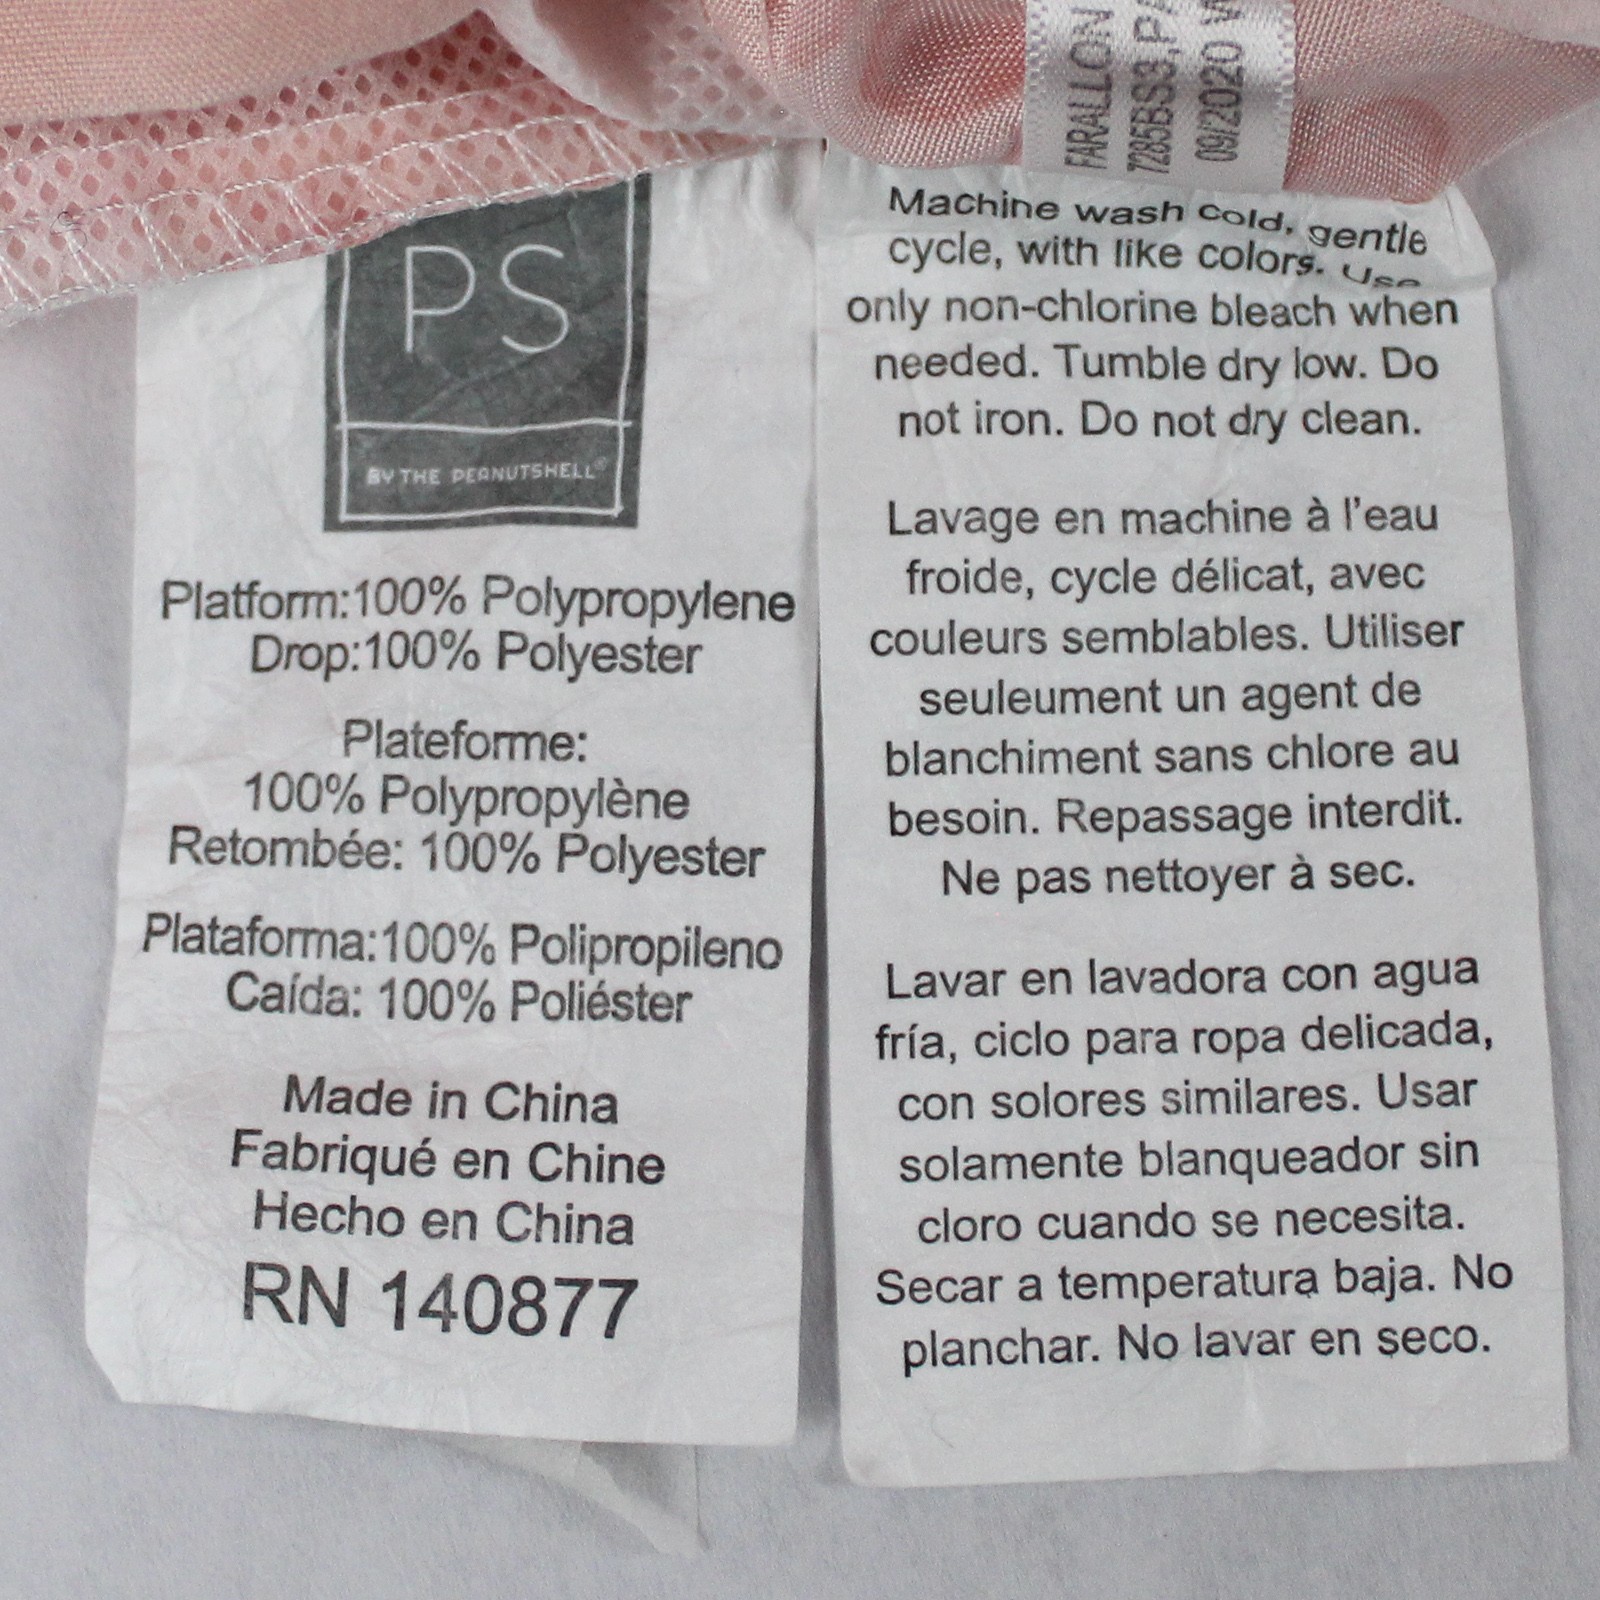 FARALLON
7285BS3,PA
09/2020
PS
BY THE PEANUTSHELL®
Platform:100% Polypropylene
Drop:100% Polyester
Plateforme:
100% Polypropylène
Retombée: 100% Polyester
Plataforma:100% Polipropileno
Caída: 100% Poliéster
Made in China
Fabriqué en Chine
Hecho en China
RN 140877
Machine wash cold, gentle
cycle, with like colors. Use
only non-chlorine bleach when
needed. Tumble dry low. Do
not iron. Do not dry clean.
Lavage en machine à l'eau
froide, cycle délicat, avec
couleurs semblables. Utiliser
seuleument un agent de
blanchiment sans chlore au
besoin. Repassage interdit.
Ne pas nettoyer à sec.
Lavar en lavadora con agua
fría, ciclo para ropa delicada,
con solores similares. Usar
solamente blanqueador sin
cloro cuando se necesita.
Secar a temperatura baja. No
planchar. No lavar en seco.